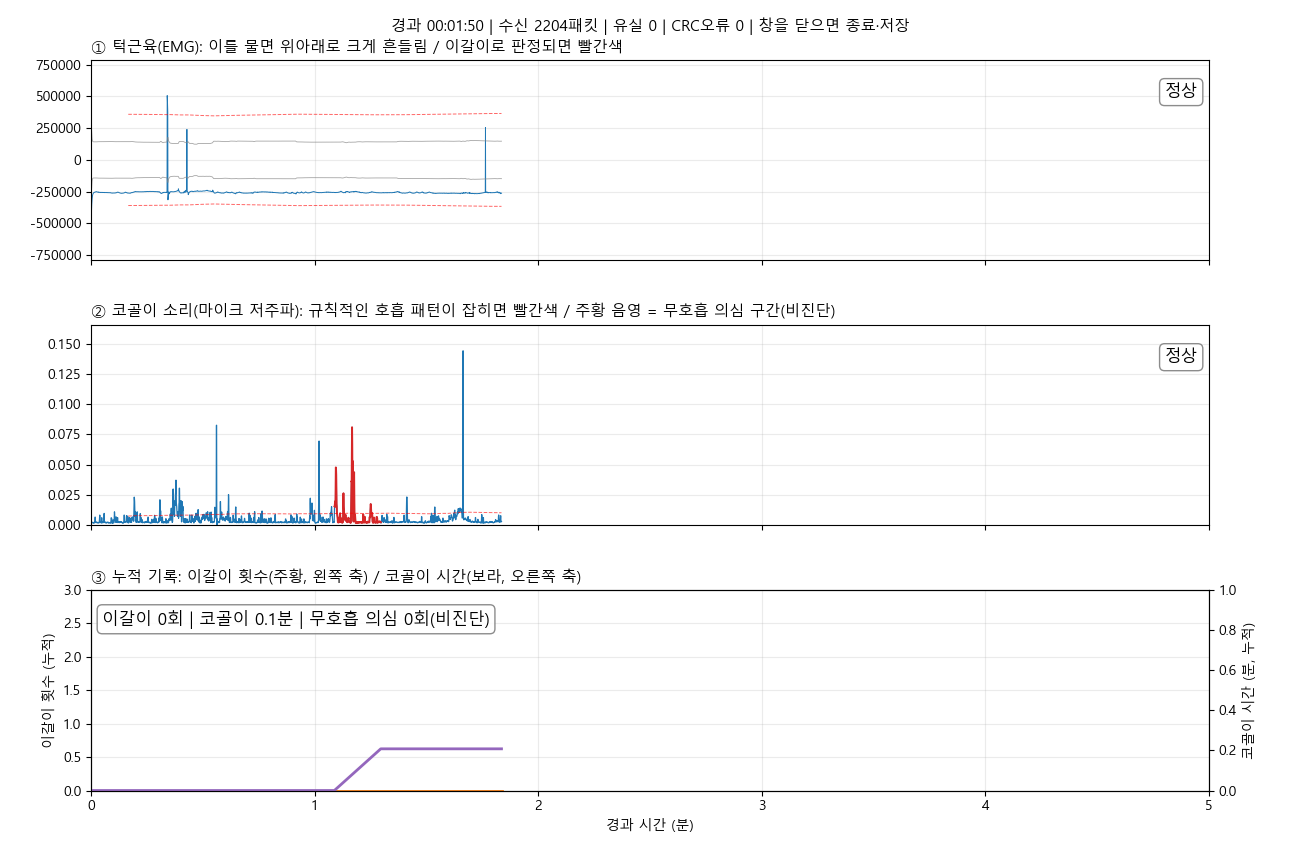 경과 00:01:50 | 수신 2204패킷 | 유실 0 | CRC오류 0 | 창을 닫으면 종료·저장
① 턱근육(EMG): 이를 물면 위아래로 크게 흔들림 / 이갈이로 판정되면 빨간색
750000
500000
250000
0
-250000
-500000
-750000
정상
② 코골이 소리(마이크 저주파): 규칙적인 호흡 패턴이 잡히면 빨간색 / 주황 음영 = 무호흡 의심 구간(비진단)
0.150
0.125
0.100
0.075
0.050
0.025
0.000
정상
③ 누적 기록: 이갈이 횟수(주황, 왼쪽 축) / 코골이 시간(보라, 오른쪽 축)
이갈이 횟수 (누적)
3.0
2.5
2.0
1.5
1.0
0.5
0.0
이갈이 0회 | 코골이 0.1분 | 무호흡 의심 0회(비진단)
1.0
0.8
0.6
0.4
0.2
0.0
코골이 시간 (분, 누적)
0 1 2 3 4 5
경과 시간 (분)